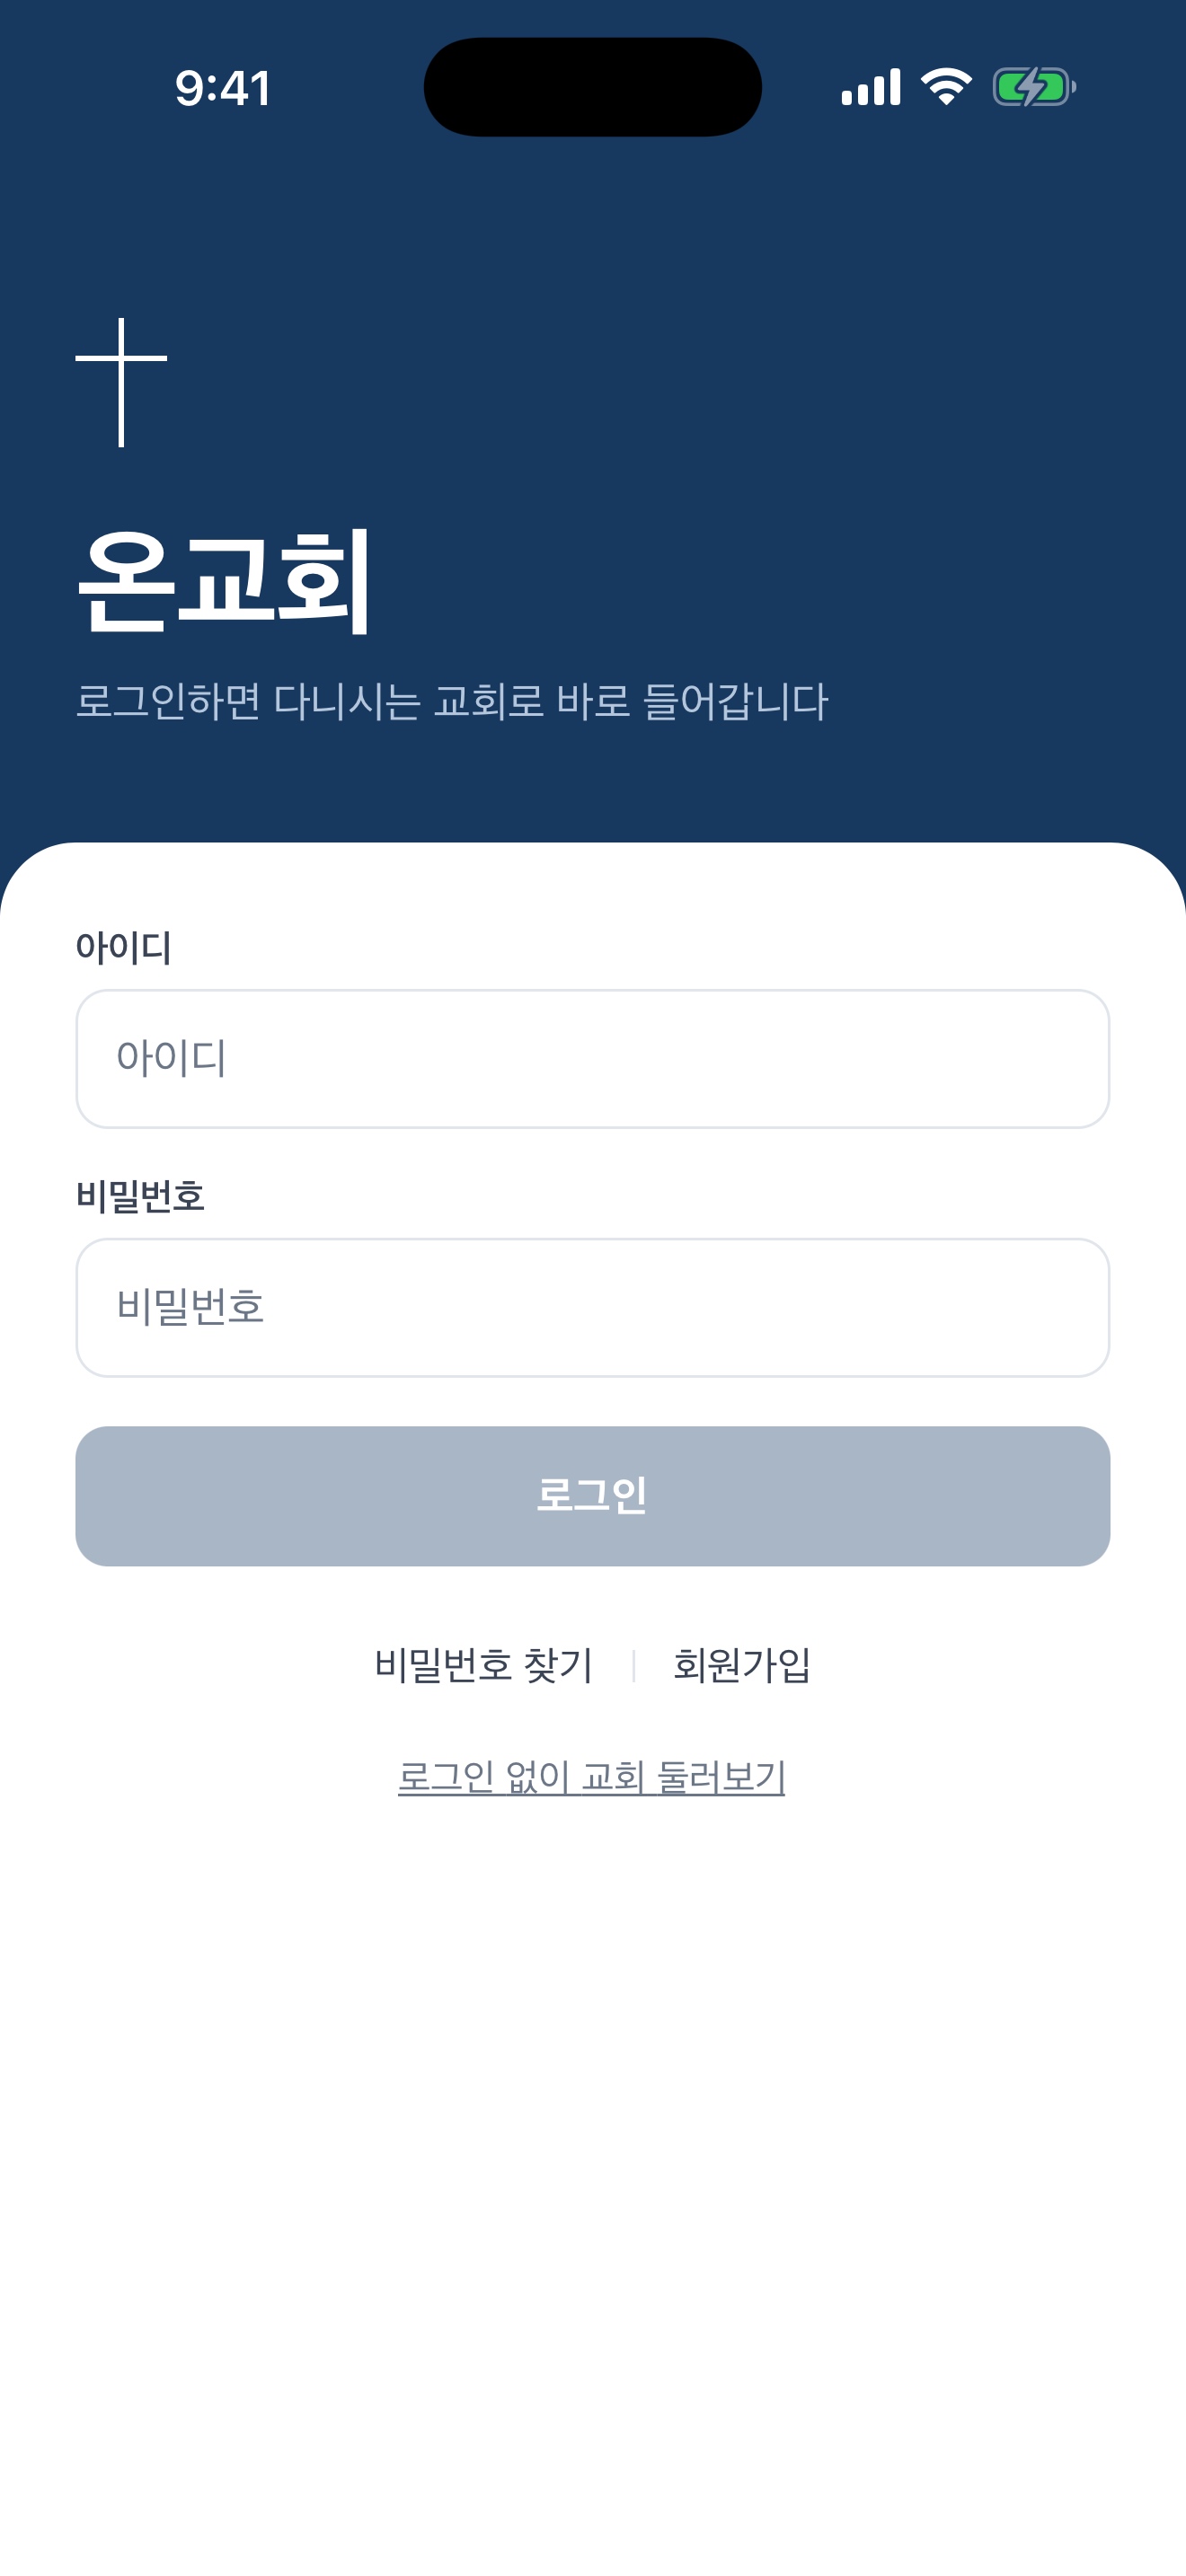 9:41
온교회
로그인하면 다니시는 교회로 바로 들어갑니다
아이디
아이디
비밀번호
비밀번호
로그인
비밀번호 찾기 | 회원가입
로그인 없이 교회 둘러보기